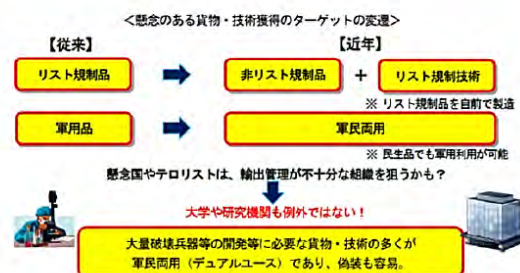 ＜懸念のある貨物・技術獲得のターゲットの変遷＞
【従来】 【近年】
リスト規制品 非リスト規制品 + リスト規制技術
※ リスト規制品を自前で製造
軍用品 軍民両用
※ 民生品でも軍用利用が可能
懸念国やテロリストは、輸出管理が不十分な組織を狙うかも？
大学や研究機関も例外ではない！
大量破壊兵器等の開発等に必要な貨物・技術の多くが
軍民両用（デュアルユース）であり、偽装も容易。